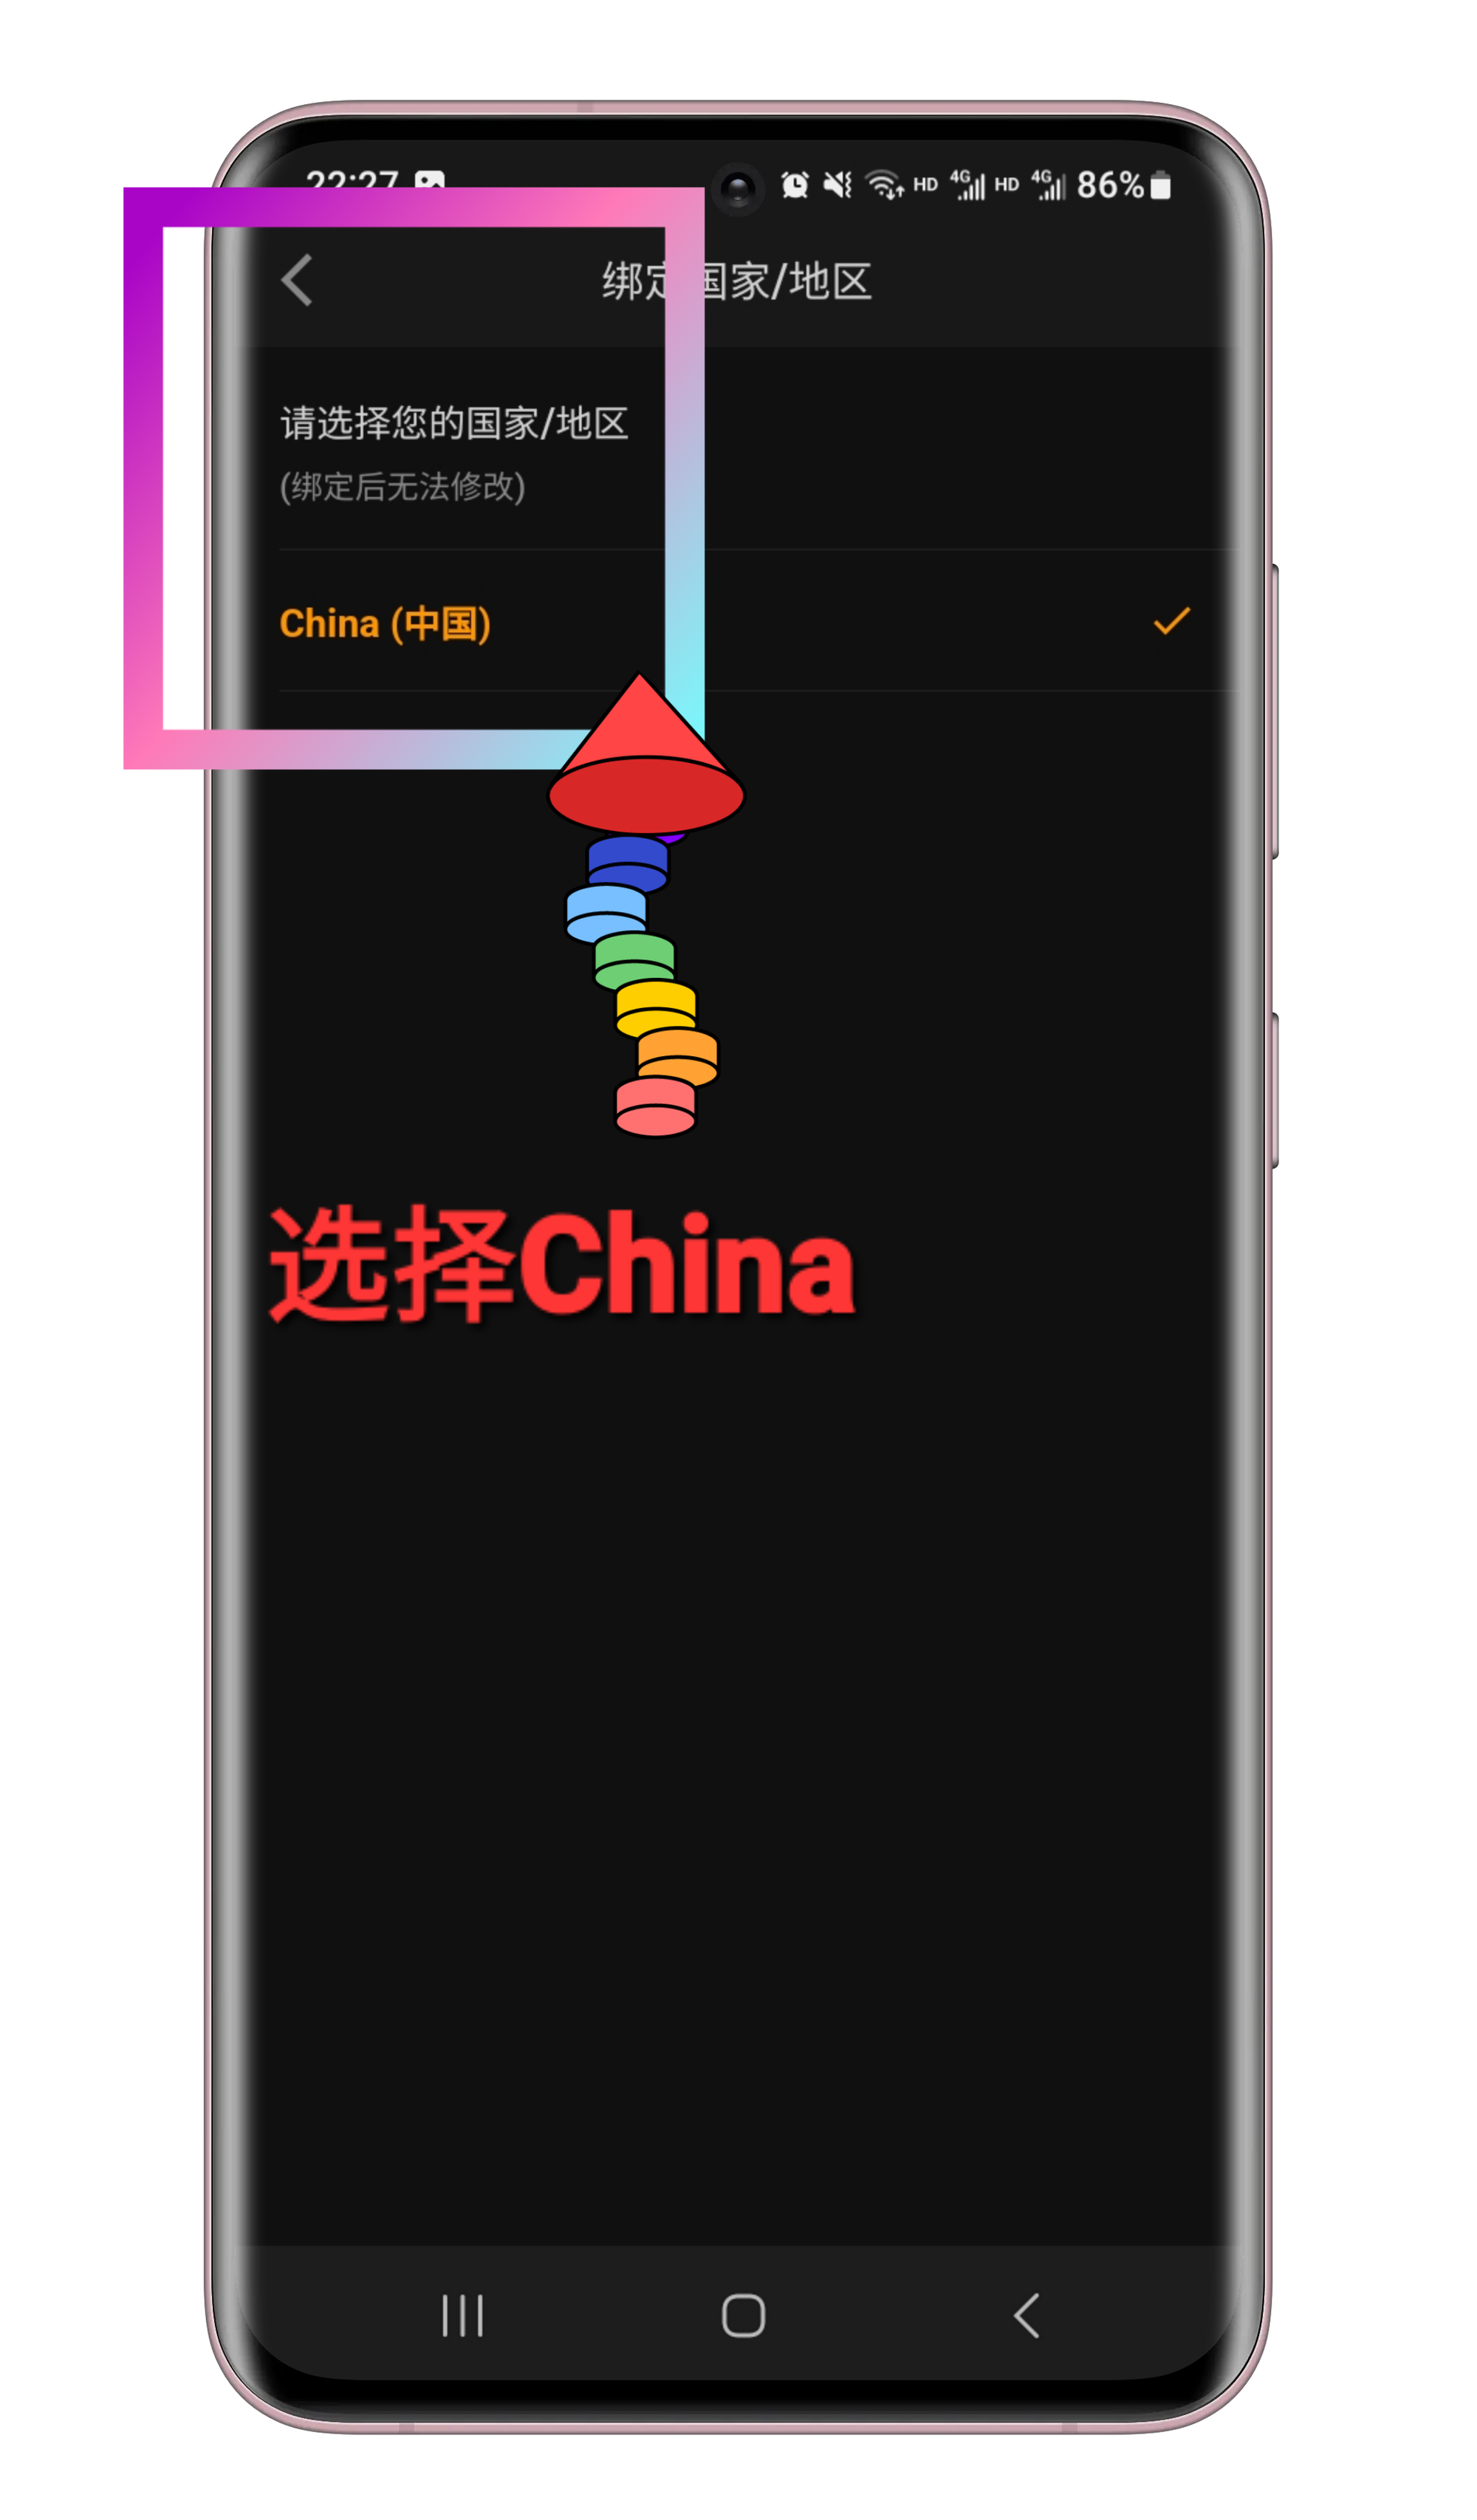 22:27 HD 4G HD 4G 86%
绑定国家/地区
请选择您的国家/地区
(绑定后无法修改)
China (中国)
选择China